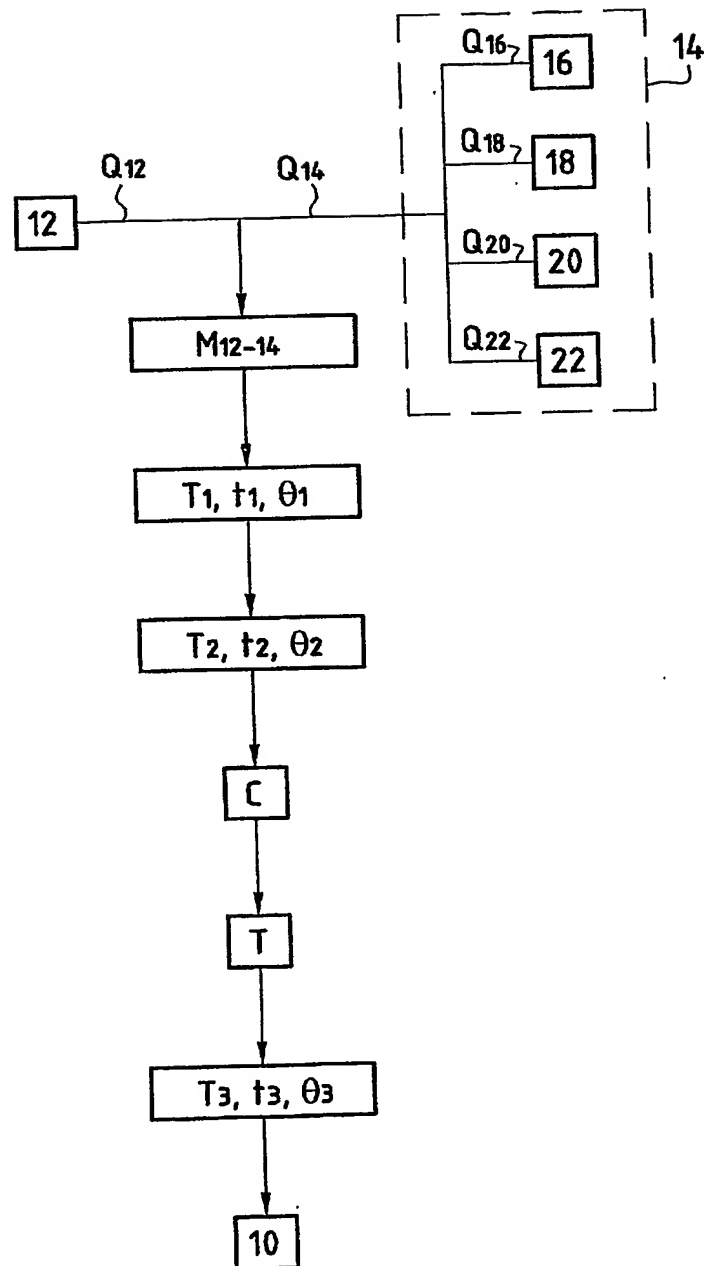 Q16
16
14
Q18
18
Q12
Q14
12
Q20
20
Q22
22
M12-14
T1, t1, θ1
T2, t2, θ2
C
T
T3, t3, θ3
10